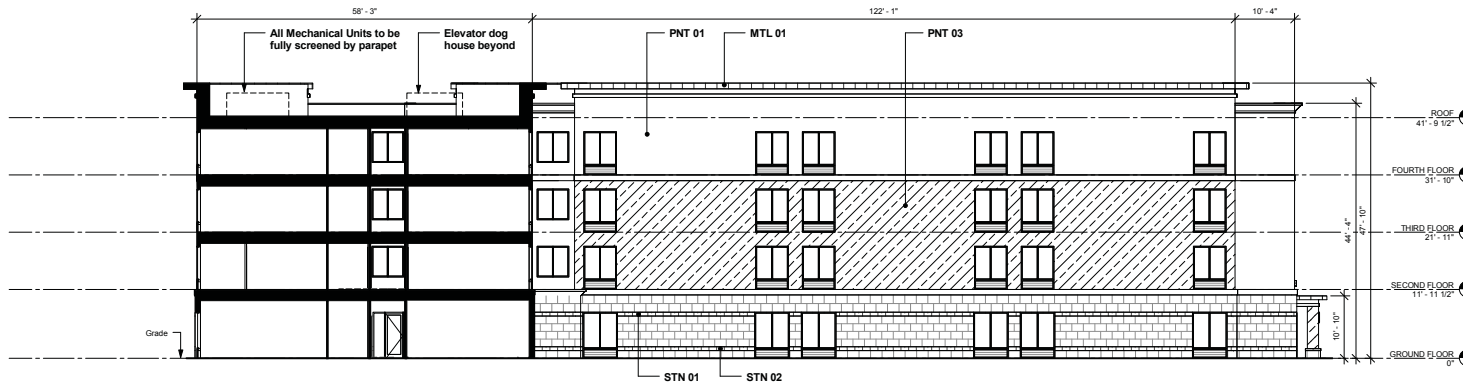 58' - 3"
122' - 1"
10' - 4"
All Mechanical Units to be
fully screened by parapet
Elevator dog
house beyond
PNT 01
MTL 01
PNT 03
ROOF
41' - 9 1/2"
FOURTH FLOOR
31' - 10"
THIRD FLOOR
21' - 11"
44' - 4"
47' - 10"
SECOND FLOOR
11' - 11 1/2"
10' - 10"
Grade
GROUND FLOOR
0"
STN 01
STN 02